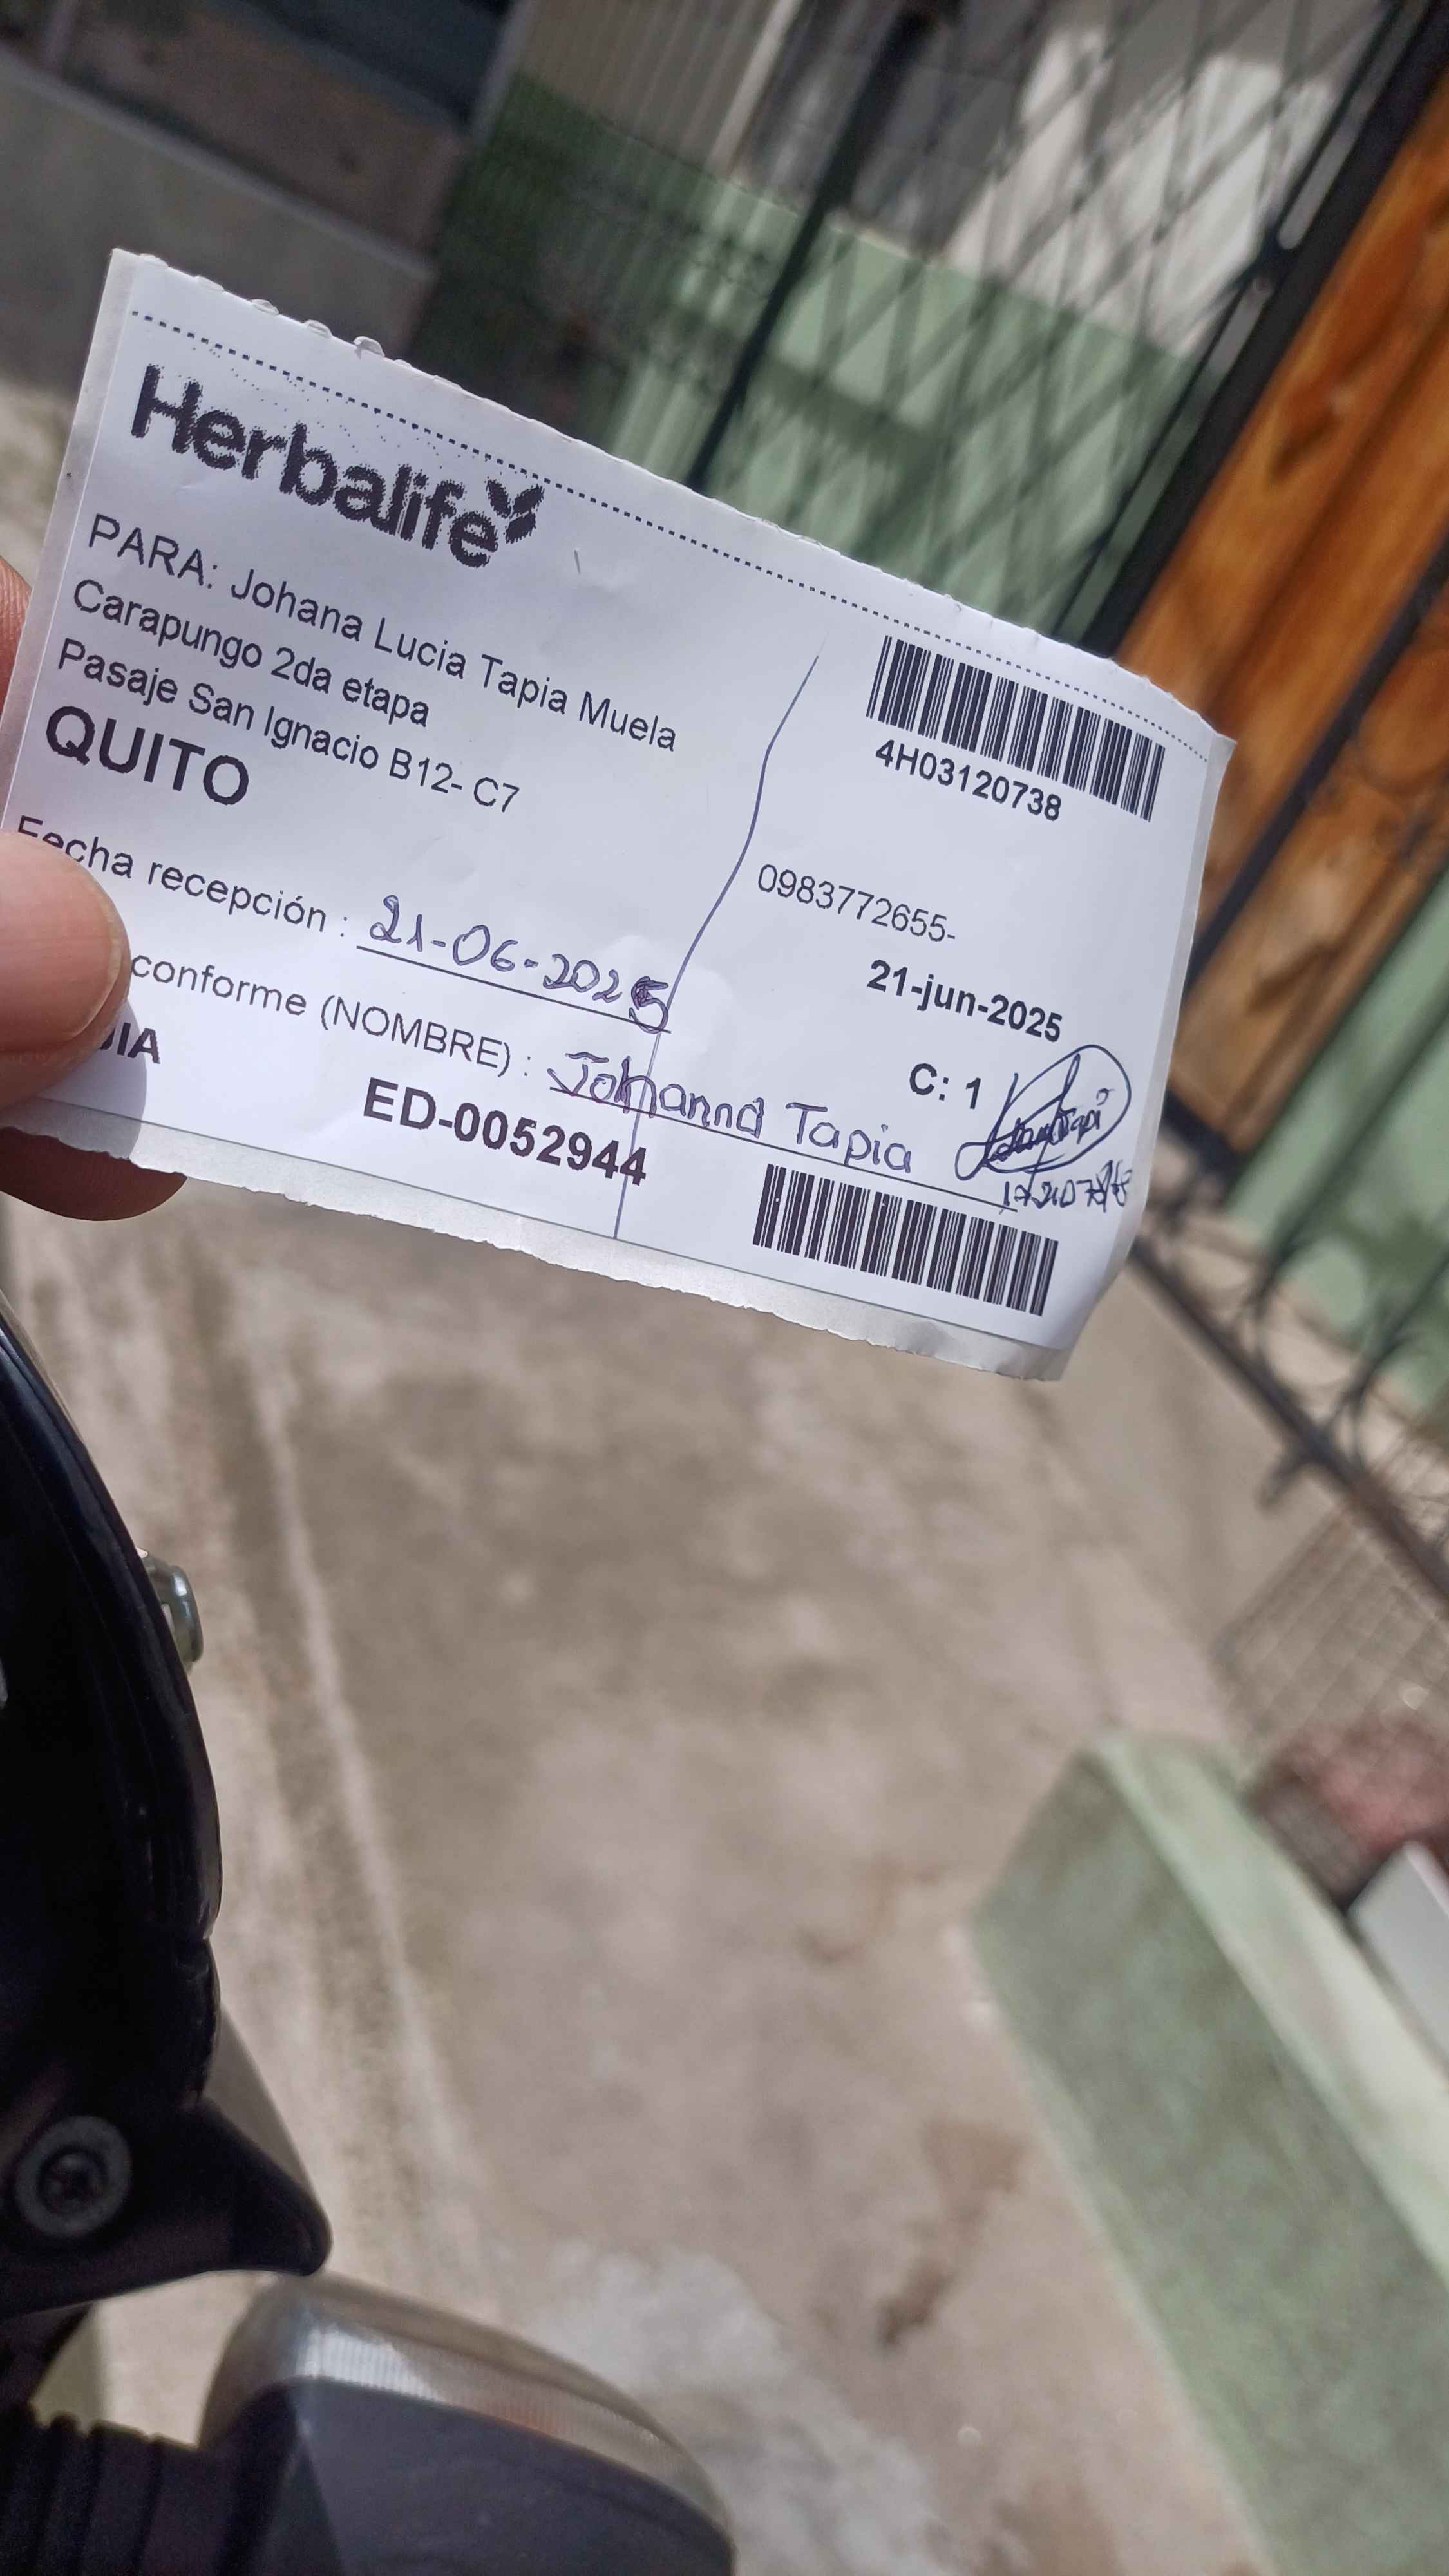 Herbalife
PARA: Johana Lucia Tapia Muela
Carapungo 2da etapa
Pasaje San Ignacio B12- C7
QUITO
4H03120738
0983772655-
Fecha recepción : 21-06-2025
21-jun-2025
conforme (NOMBRE) : Johanna Tapia
C: 1
ED-0052944